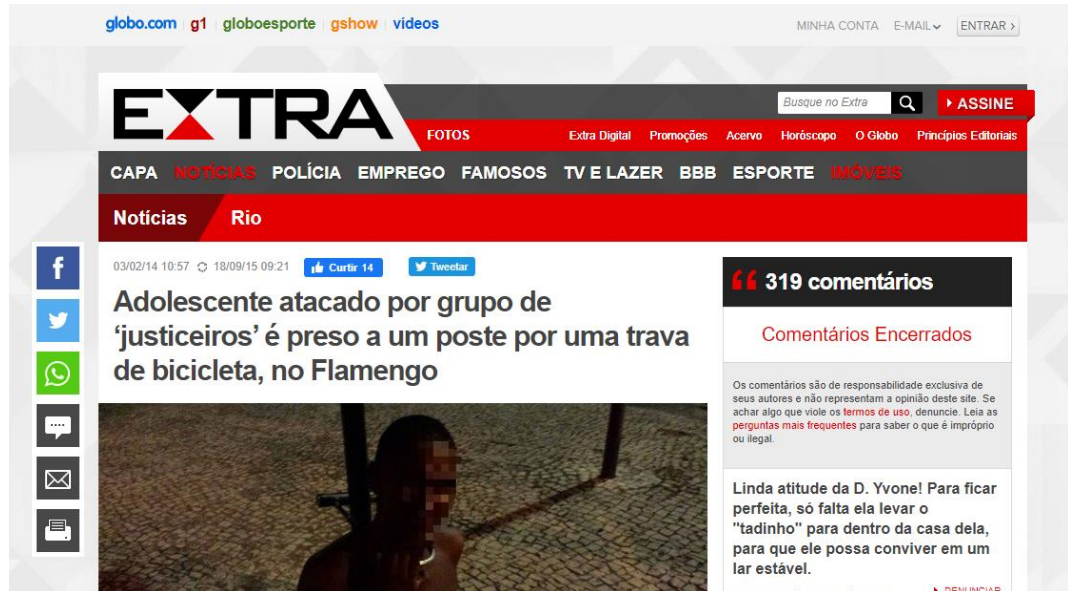 globo.com g1 globoesporte gshow vídeos
MINHA CONTA E-MAIL ENTRAR >
EXTRA
FOTOS
Busque no Extra
ASSINE
Extra Digital Promoções Acervo Horóscopo O Globo Princípios Editoriais
CAPA NOTÍCIAS POLÍCIA EMPREGO FAMOSOS TV E LAZER BBB ESPORTE IMÓVEIS
Notícias Rio
03/02/14 10:57 18/09/15 09:21 Curtir 14 Tweetar
Adolescente atacado por grupo de
‘justiceiros’ é preso a um poste por uma trava
de bicicleta, no Flamengo
319 comentários
Comentários Encerrados
Os comentários são de responsabilidade exclusiva de
seus autores e não representam a opinião deste site. Se
achar algo que viole os termos de uso, denuncie. Leia as
perguntas mais frequentes para saber o que é impróprio
ou ilegal.
Linda atitude da D. Yvone! Para ficar
perfeita, só falta ela levar o
"tadinho" para dentro da casa dela,
para que ele possa conviver em um
lar estável.
DENUNCIAR